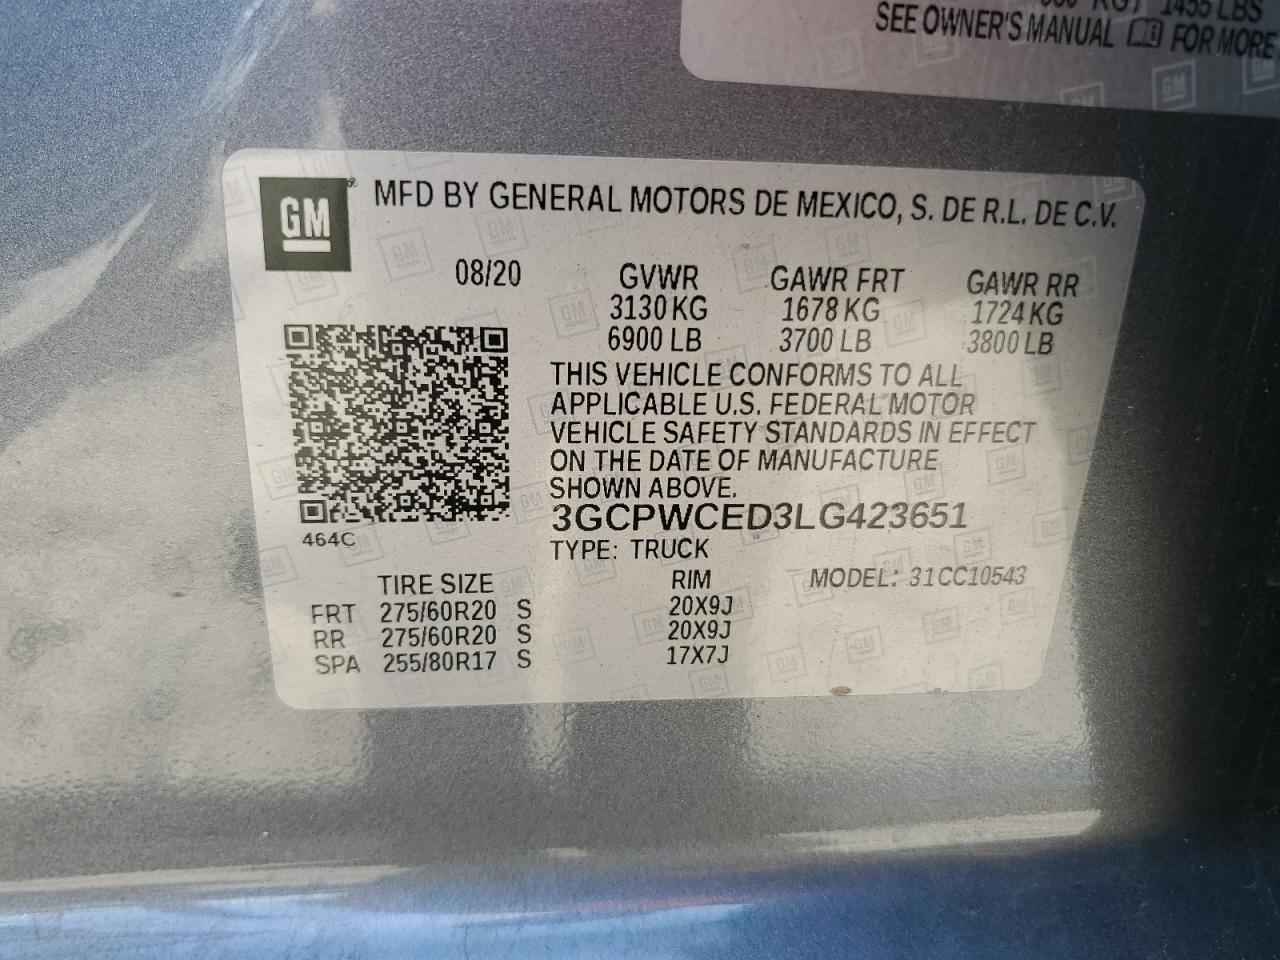 KG / 1455 LBS
SEE OWNER'S MANUAL FOR MORE
GM
MFD BY GENERAL MOTORS DE MEXICO, S. DE R.L. DE C.V.
08/20 GVWR GAWR FRT GAWR RR
3130 KG 1678 KG 1724 KG
6900 LB 3700 LB 3800 LB
THIS VEHICLE CONFORMS TO ALL
APPLICABLE U.S. FEDERAL MOTOR
VEHICLE SAFETY STANDARDS IN EFFECT
ON THE DATE OF MANUFACTURE
SHOWN ABOVE.
3GCPWCED3LG423651
464C
TYPE: TRUCK
TIRE SIZE RIM MODEL: 31CC10543
FRT 275/60R20 S 20X9J
RR 275/60R20 S 20X9J
SPA 255/80R17 S 17X7J